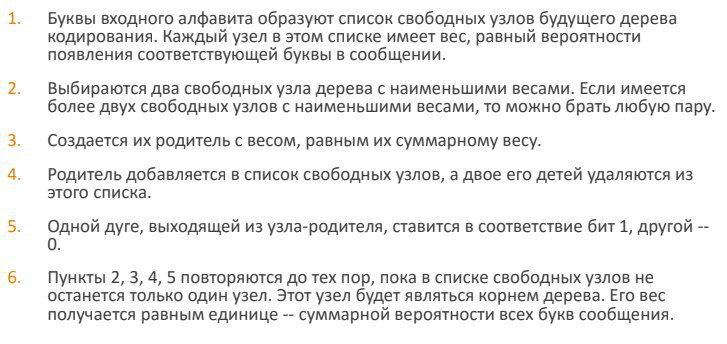 1. Буквы входного алфавита образуют список свободных узлов будущего дерева
кодирования. Каждый узел в этом списке имеет вес, равный вероятности
появления соответствующей буквы в сообщении.
2. Выбираются два свободных узла дерева с наименьшими весами. Если имеется
более двух свободных узлов с наименьшими весами, то можно брать любую пару.
3. Создается их родитель с весом, равным их суммарному весу.
4. Родитель добавляется в список свободных узлов, а двое его детей удаляются из
этого списка.
5. Одной дуге, выходящей из узла-родителя, ставится в соответствие бит 1, другой --
0.
6. Пункты 2, 3, 4, 5 повторяются до тех пор, пока в списке свободных узлов не
останется только один узел. Этот узел будет являться корнем дерева. Его вес
получается равным единице -- суммарной вероятности всех букв сообщения.